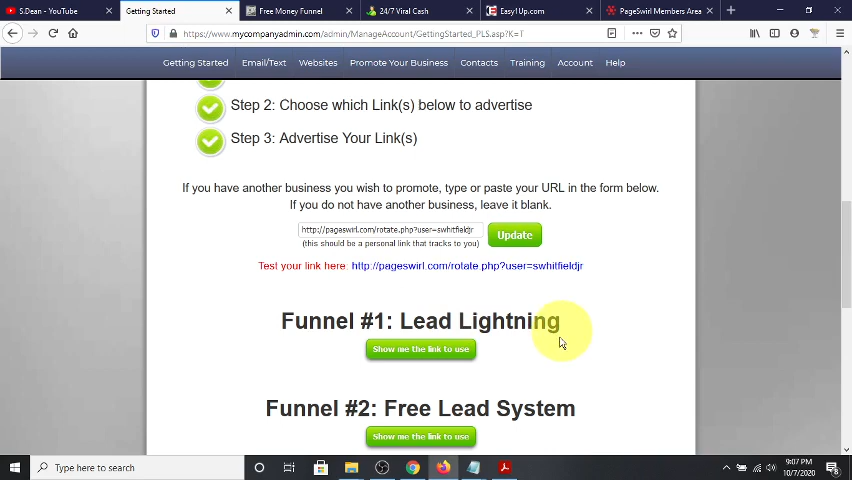 S.Dean - YouTube
Getting Started
Free Money Funnel
24/7 Viral Cash
Easy1Up.com
PageSwirl Members Area
https://www.mycompanyadmin.com/admin/ManageAccount/GettingStarted_PLS.asp?K=T
Getting Started Email/Text Websites Promote Your Business Contacts Training Account Help
Step 2: Choose which Link(s) below to advertise
Step 3: Advertise Your Link(s)
If you have another business you wish to promote, type or paste your URL in the form below.
If you do not have another business, leave it blank.
http://pageswirl.com/rotate.php?user=swhitfieldjr
Update
(this should be a personal link that tracks to you)
Test your link here: http://pageswirl.com/rotate.php?user=swhitfieldjr
Funnel #1: Lead Lightning
Show me the link to use
Funnel #2: Free Lead System
Show me the link to use
Type here to search
9:07 PM
10/7/2020